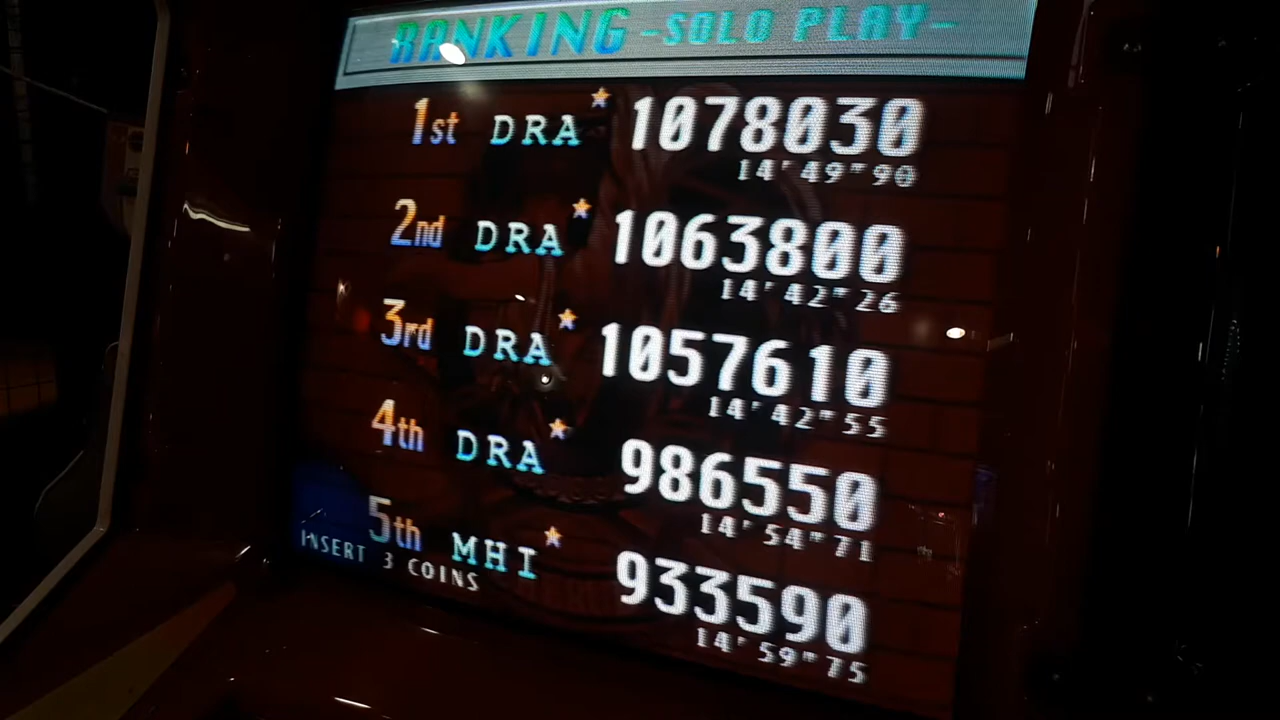 RANKING -SOLO PLAY-
1st DRA 1078030
14'49"90
2nd DRA 1063800
14'42"26
3rd DRA 1057610
14'42"55
4th DRA 986550
14'54"71
5th MHI 933590
14'59"75
INSERT 3 COINS